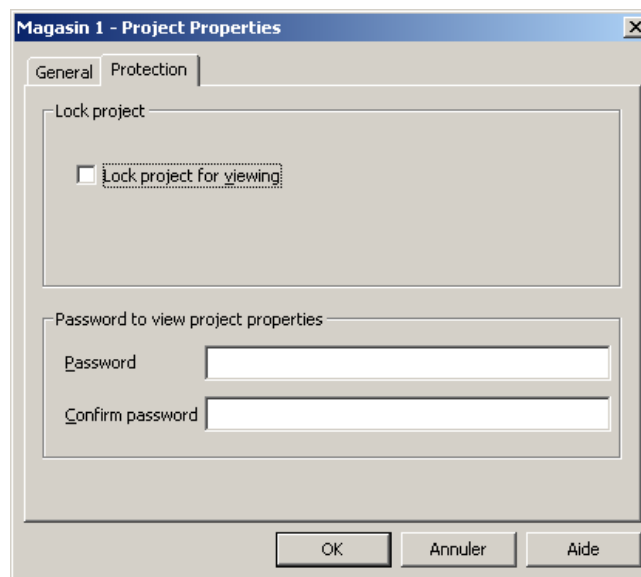 Magasin 1 - Project Properties
General
Protection
Lock project
Lock project for viewing
Password to view project properties
Password
Confirm password
OK
Annuler
Aide